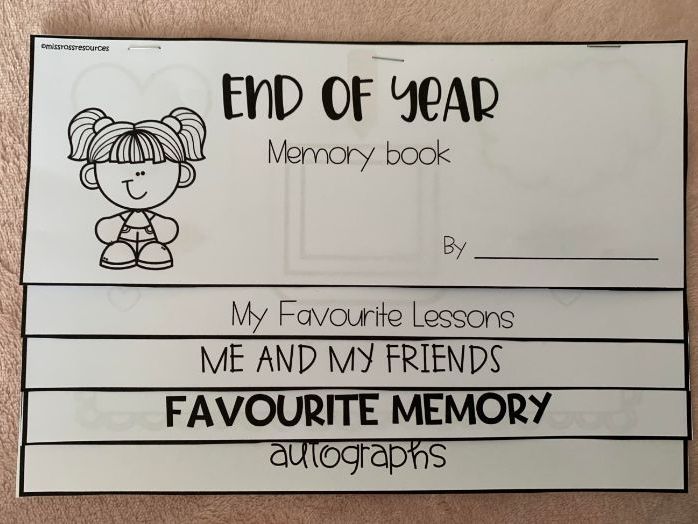 ©missrossresources
END OF YEAR
Memory book
By
My Favourite Lessons
ME AND MY FRIENDS
FAVOURITE MEMORY
autographs